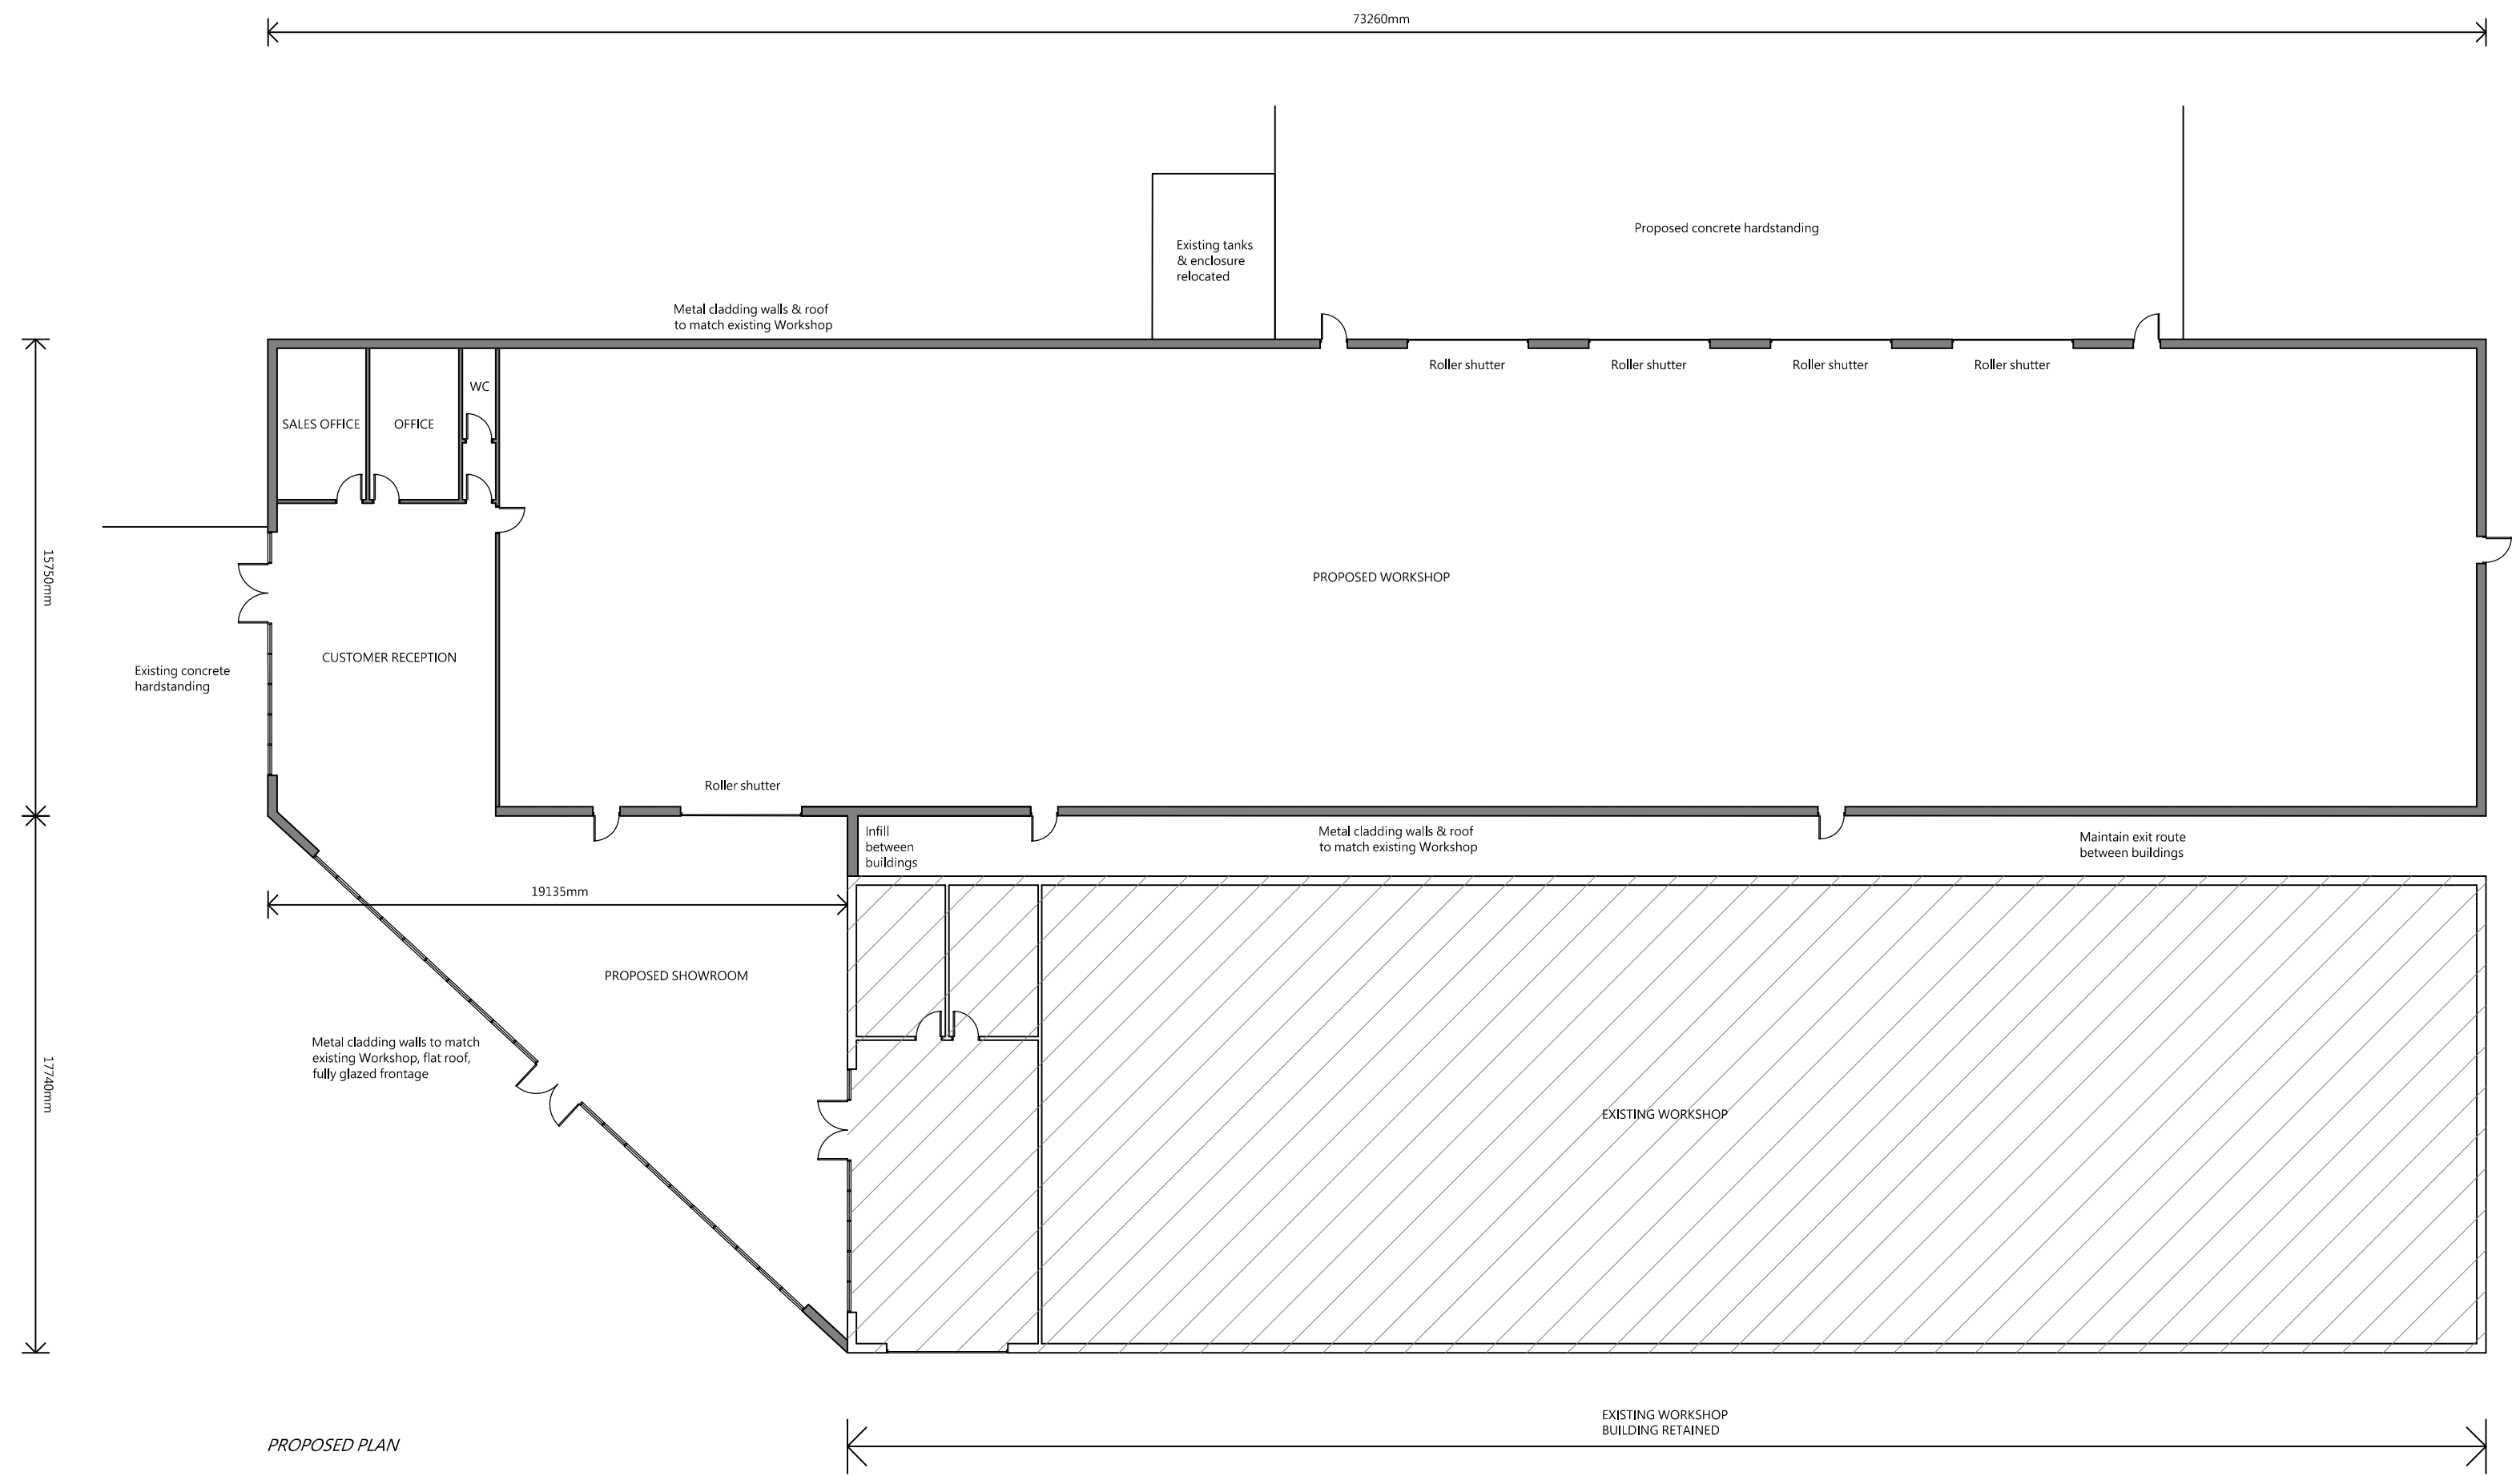 73260mm
Proposed concrete hardstanding
Existing tanks
& enclosure
relocated
Metal cladding walls & roof
to match existing Workshop
Roller shutter
Roller shutter
Roller shutter
Roller shutter
WC
SALES OFFICE
OFFICE
15750mm
PROPOSED WORKSHOP
CUSTOMER RECEPTION
Existing concrete
hardstanding
Roller shutter
Infill
between
buildings
Metal cladding walls & roof
to match existing Workshop
Maintain exit route
between buildings
19135mm
PROPOSED SHOWROOM
Metal cladding walls to match
existing Workshop, flat roof,
fully glazed frontage
17740mm
EXISTING WORKSHOP
EXISTING WORKSHOP
BUILDING RETAINED
PROPOSED PLAN